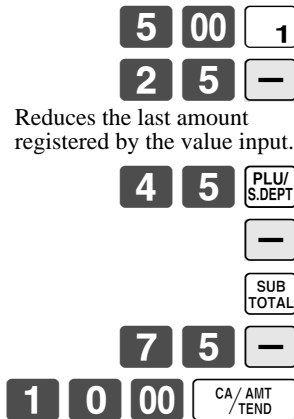 5 00 1
2 5 −
Reduces the last amount
registered by the value input.
4 5 PLU/
S.DEPT
−
SUB
TOTAL
7 5 −
1 0 00 CA/AMT
TEND